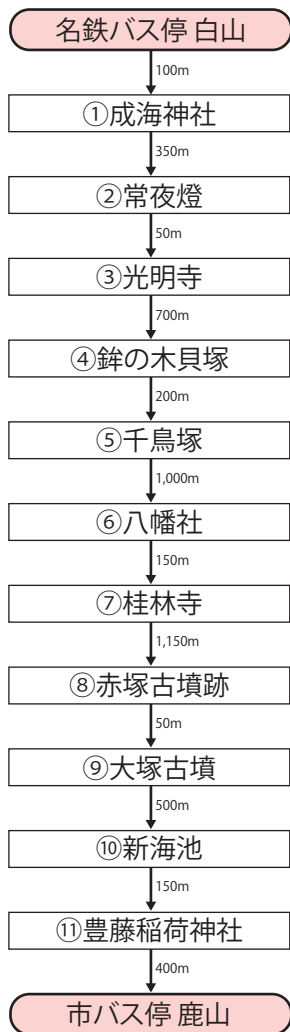 名鉄バス停 白山
100m
①成海神社
350m
②常夜燈
50m
③光明寺
700m
④鉾の木貝塚
200m
⑤千鳥塚
1,000m
⑥八幡社
150m
⑦桂林寺
1,150m
⑧赤塚古墳跡
50m
⑨大塚古墳
500m
⑩新海池
150m
⑪豊藤稲荷神社
400m
市バス停 鹿山